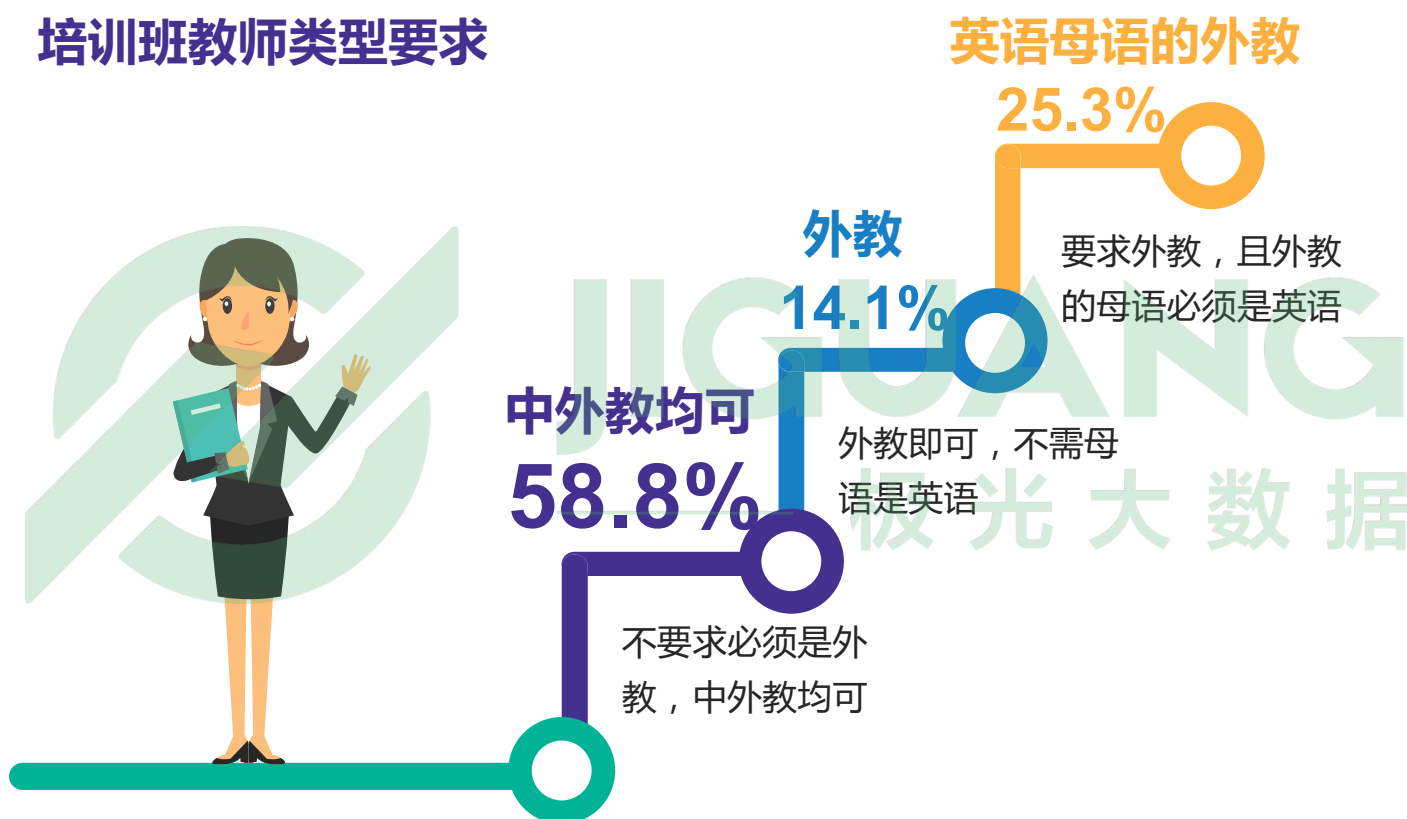 培训班教师类型要求
英语母语的外教
25.3%
要求外教，且外教
的母语必须是英语
外教
14.1%
外教即可，不需母
语是英语
中外教均可
58.8%
不要求必须是外
教，中外教均可
JIGUANG
极光大数据